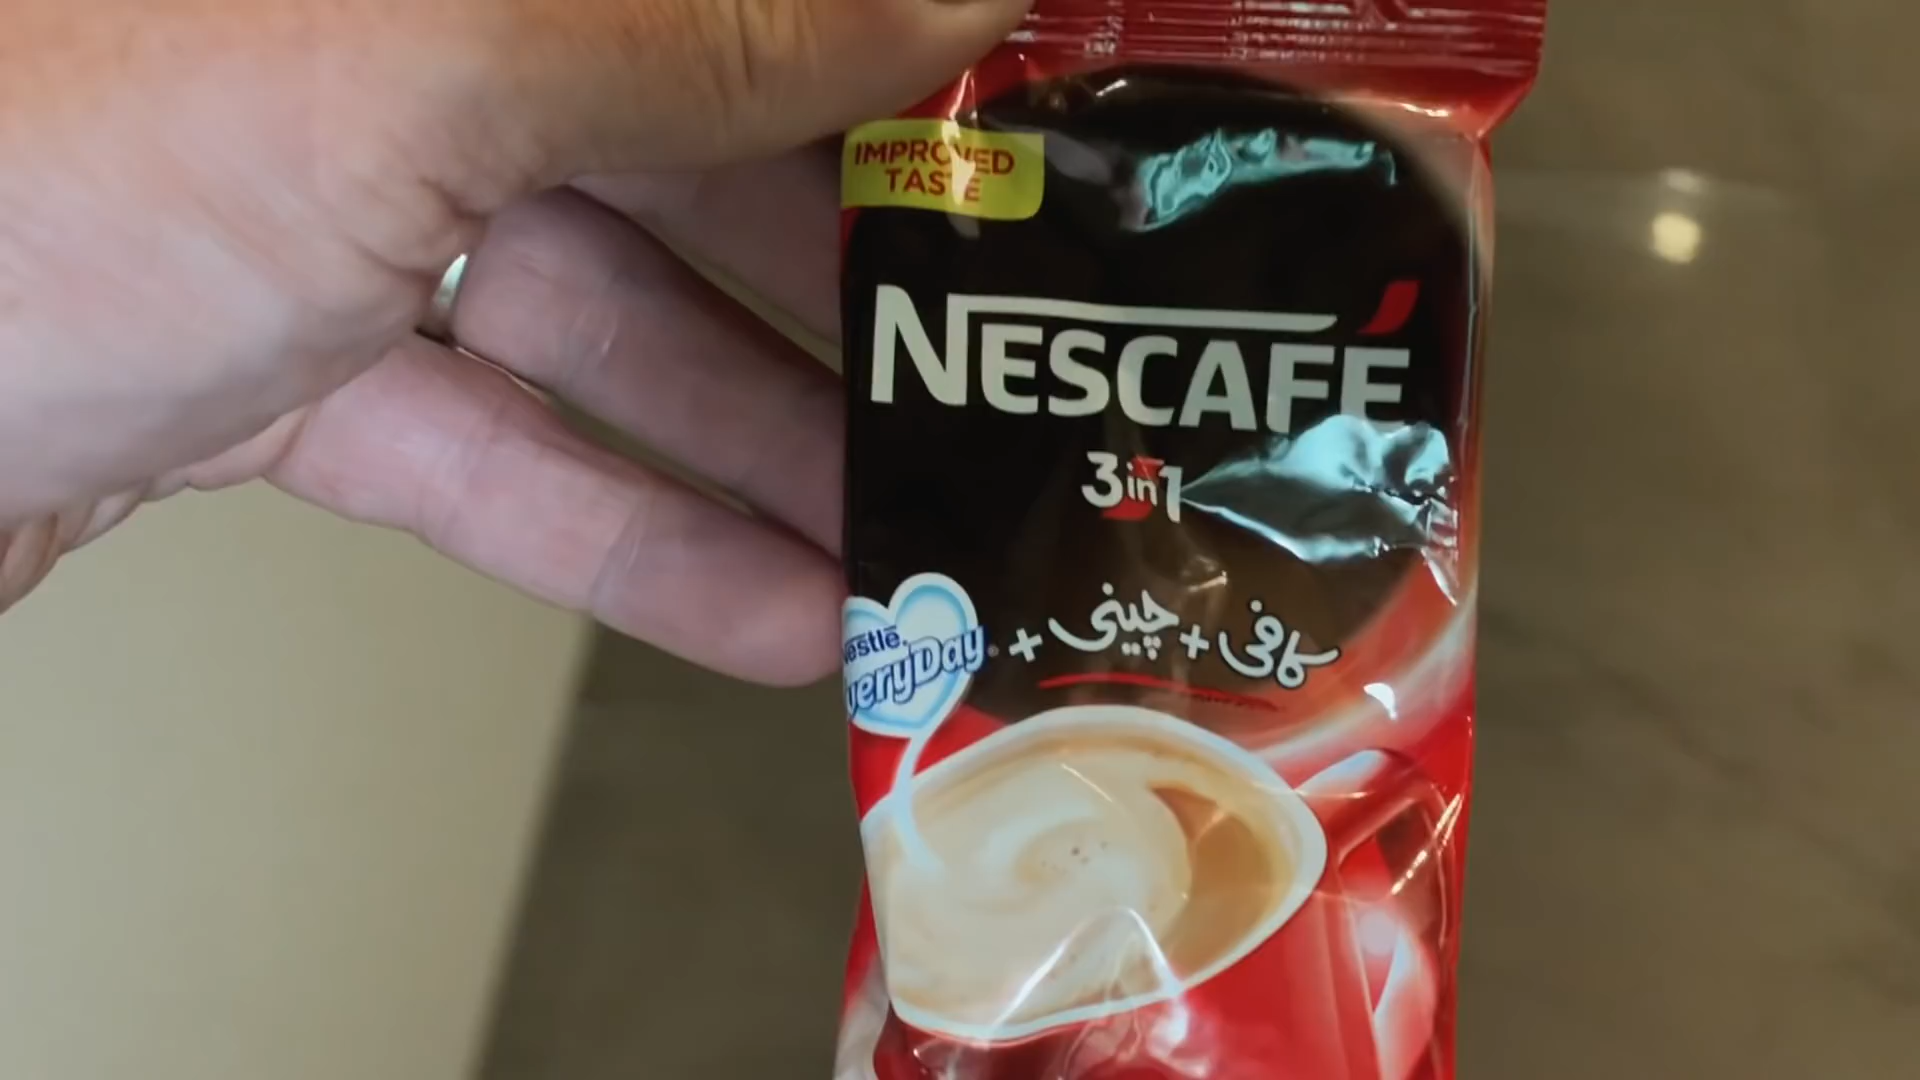 IMPROVED
TASTE
NESCAFÉ
3in1
کافی + چینی +
Nestlé.
EveryDay®